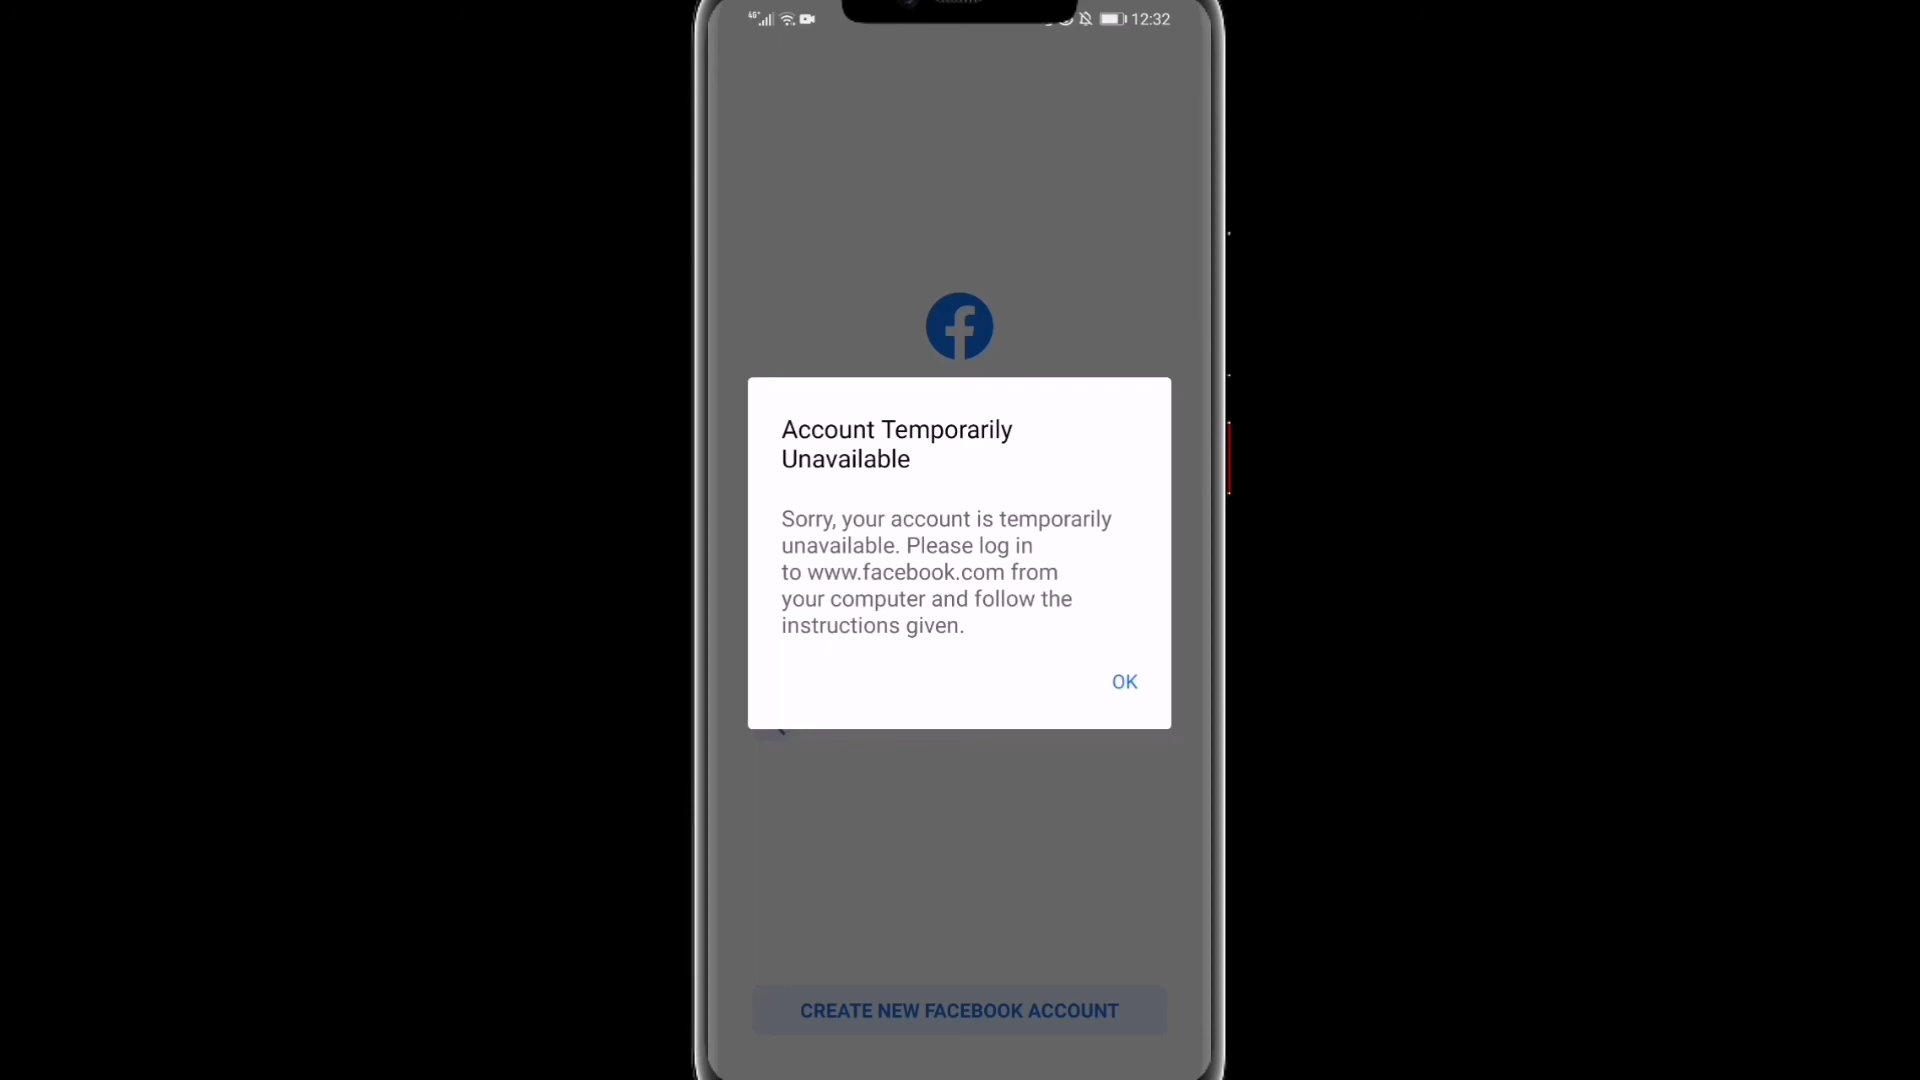 4G 12:32
Account Temporarily
Unavailable
Sorry, your account is temporarily
unavailable. Please log in
to www.facebook.com from
your computer and follow the
instructions given.
OK
CREATE NEW FACEBOOK ACCOUNT